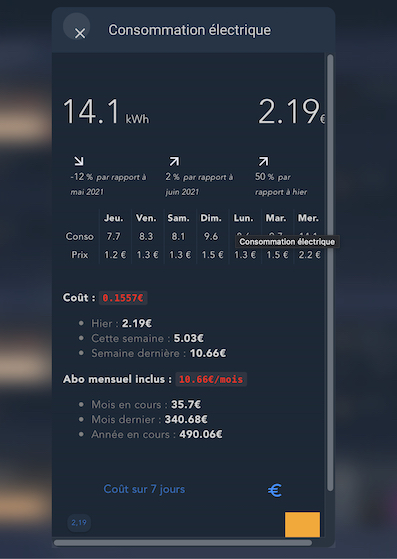 Consommation électrique
14.1 kWh 2.19€
-12 % par rapport à mai 2021
2 % par rapport à juin 2021
50 % par rapport à hier
Jeu. Ven. Sam. Dim. Lun. Mar. Mer.
Conso 7.7 8.3 8.1 9.6
Consommation électrique
Prix 1.2 € 1.3 € 1.3 € 1.5 € 1.3 € 1.5 € 2.2 €
Coût : 0.1557€
Hier : 2.19€
Cette semaine : 5.03€
Semaine dernière : 10.66€
Abo mensuel inclus : 10.66€/mois
Mois en cours : 35.7€
Mois dernier : 340.68€
Année en cours : 490.06€
Coût sur 7 jours €
2,19